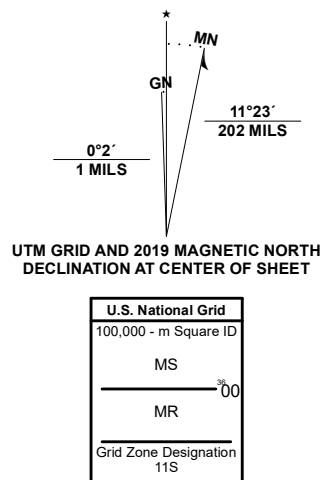 ★
MN
GN
11°23´
202 MILS
0°2´
1 MILS
UTM GRID AND 2019 MAGNETIC NORTH
DECLINATION AT CENTER OF SHEET
U.S. National Grid
100,000 - m Square ID
MS
3600
MR
Grid Zone Designation
11S